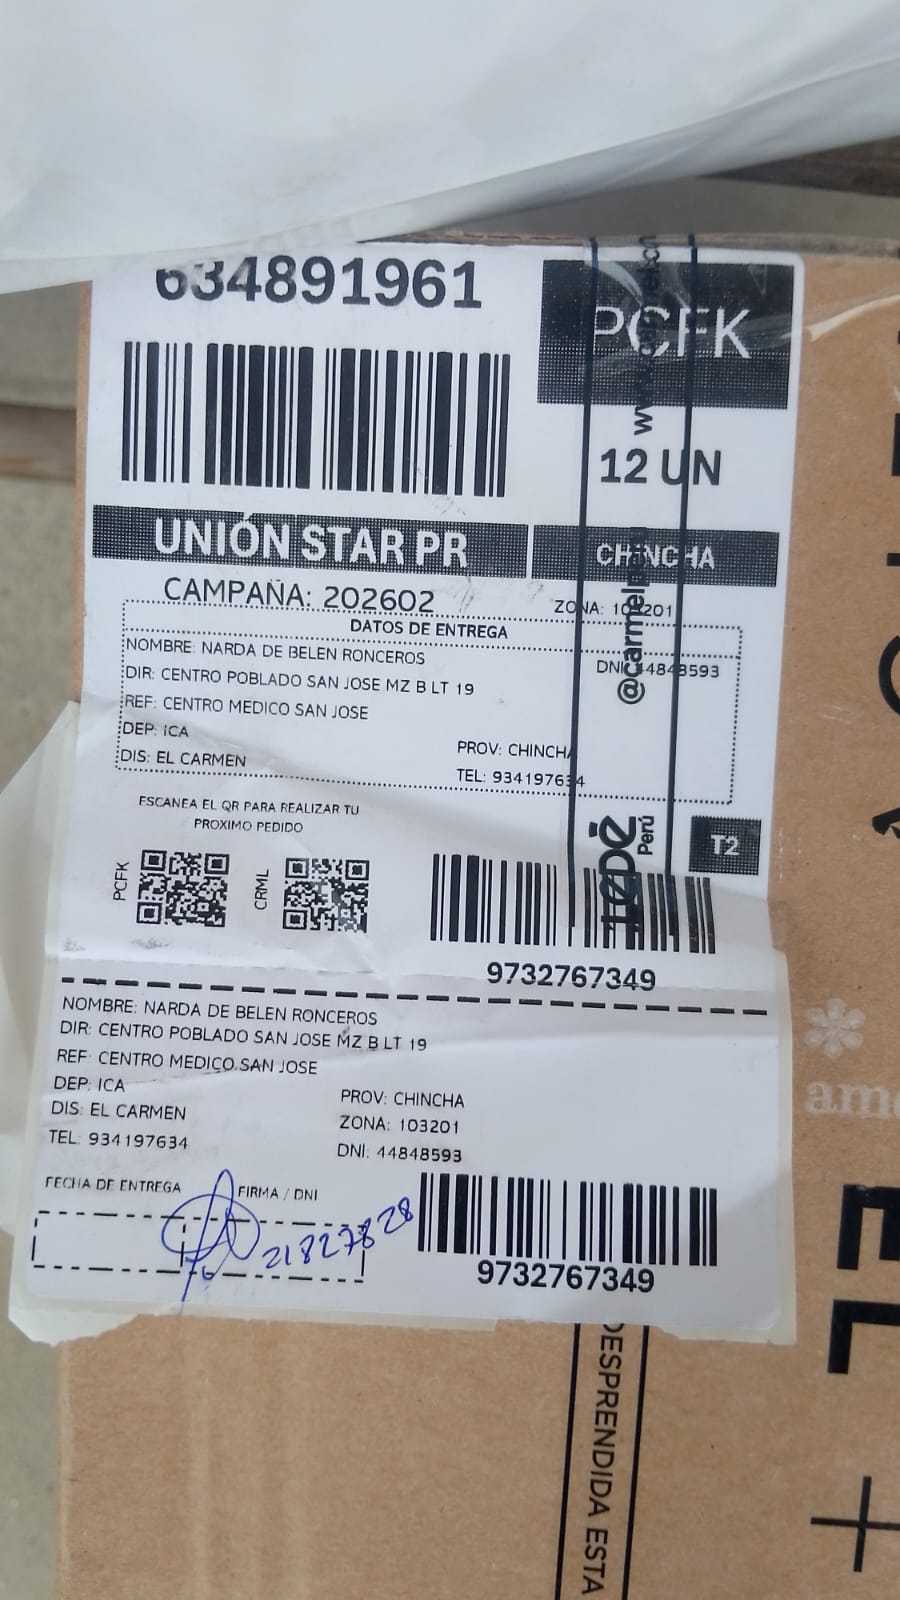 634891961
PCFK
12 UN
UNIÓN STAR PR
CHINCHA
CAMPAÑA: 202602
ZONA: 103201
DATOS DE ENTREGA
NOMBRE: NARDA DE BELEN RONCEROS
DNI: 44848593
DIR: CENTRO POBLADO SAN JOSE MZ B LT 19
REF: CENTRO MEDICO SAN JOSE
DEP: ICA
PROV: CHINCHA
DIS: EL CARMEN
TEL: 934197634
ESCANEA EL QR PARA REALIZAR TU
PROXIMO PEDIDO
PCFK
CRML
Perú
T2
9732767349
NOMBRE: NARDA DE BELEN RONCEROS
DIR: CENTRO POBLADO SAN JOSE MZ B LT 19
REF: CENTRO MEDICO SAN JOSE
DEP: ICA
PROV: CHINCHA
DIS: EL CARMEN
ZONA: 103201
TEL: 934197634
DNI: 44848593
FECHA DE ENTREGA
FIRMA / DNI
21827828
9732767349
DESPRENDIDA ESTA